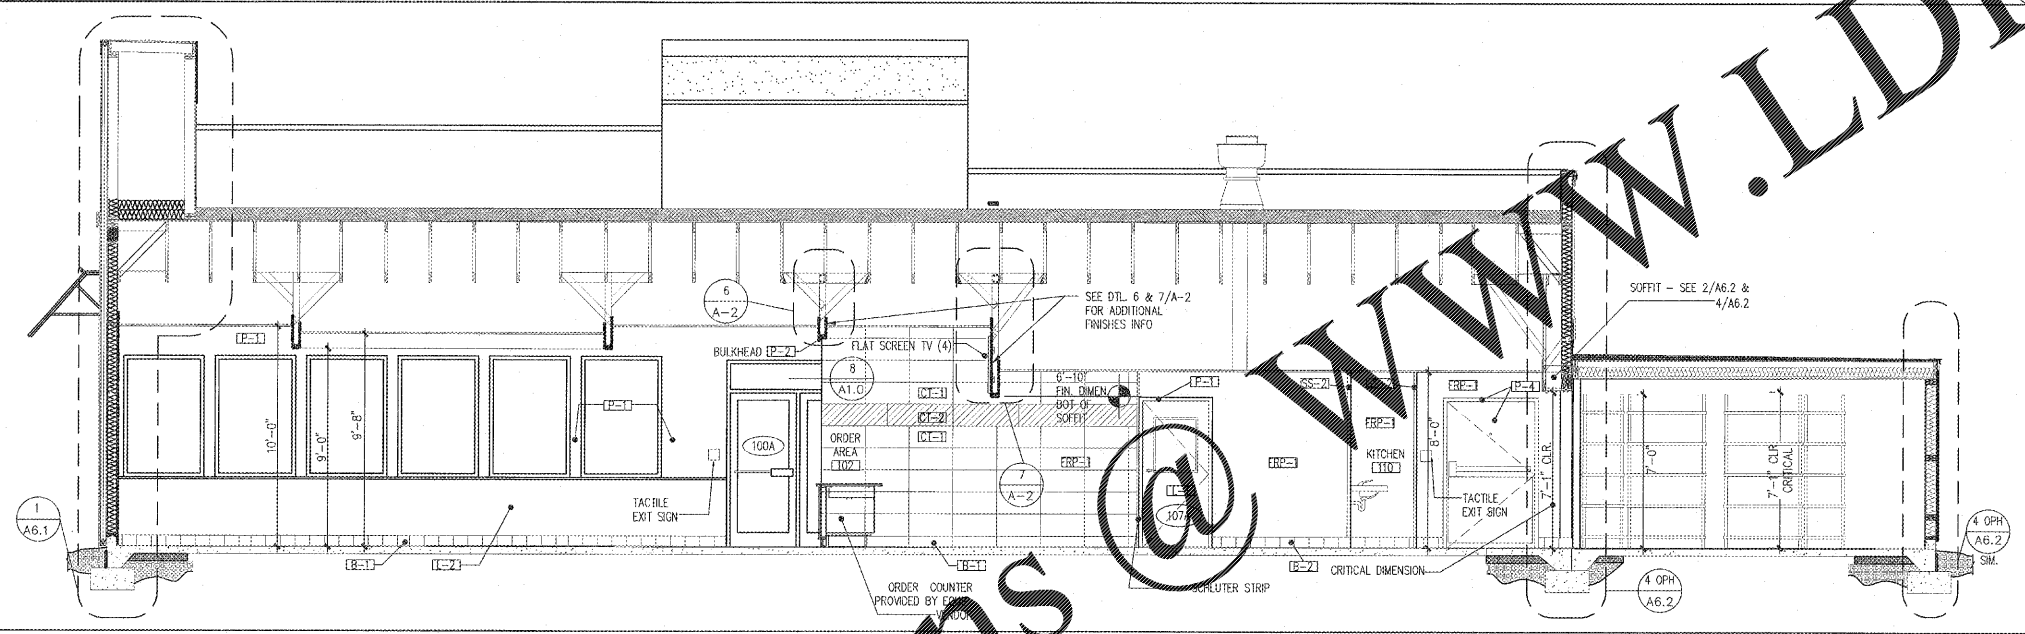 WWW.LD
@
ns
6
A-2
SEE DTL. 6 & 7/A-2
FOR ADDITIONAL
FINISHES INFO
SOFFIT - SEE 2/A6.2 &
4/A6.2
P-1
BULKHEAD P-2
FLAT SCREEN TV (4)
8
A1.0
6'-10"
FIN. DIMEN
BOT OF
SOFFIT
P-1
SS-2
FRP-1
P-4
CT-1
CT-2
CT-1
P-1
10'-0"
9'-0"
9'-8"
100A
ORDER
AREA
102
FRP-1
FRP-1
FRP-1
KITCHEN
110
8'-0"
7'-1" CLR.
7'-0"
7'-1" CLR
CRITICAL
7
A-2
107A
TACTILE
EXIT SIGN
TACTILE
EXIT SIGN
1
A6.1
4 OPH
A6.2
SIM.
B-1
L-2
B-1
B-2
CRITICAL DIMENSION
4 OPH
A6.2
ORDER COUNTER
PROVIDED BY
VENDOR
SCHLUTER STRIP